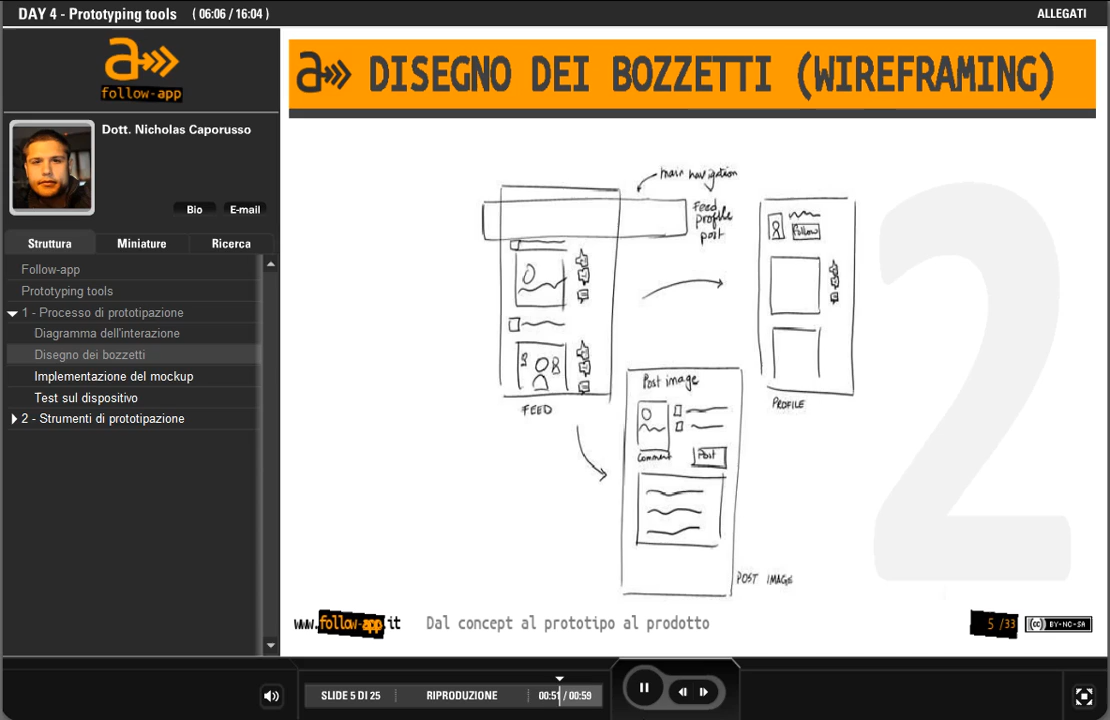 DAY 4 - Prototyping tools ( 06:06 / 16:04 )
ALLEGATI
a
follow-app
Dott. Nicholas Caporusso
Bio E-mail
Struttura Miniature Ricerca
Follow-app
Prototyping tools
1 - Processo di prototipazione
Diagramma dell'interazione
Disegno dei bozzetti
Implementazione del mockup
Test sul dispositivo
2 - Strumenti di prototipazione
a DISEGNO DEI BOZZETTI (WIREFRAMING)
2
main navigation
Feed
profile
post
FEED
Follow
PROFILE
Post image
Comment
Post
POST IMAGE
www.follow-app.it
Dal concept al prototipo al prodotto
5 /33
cc BY-NC-SA
SLIDE 5 DI 25 RIPRODUZIONE 00:51 / 00:59